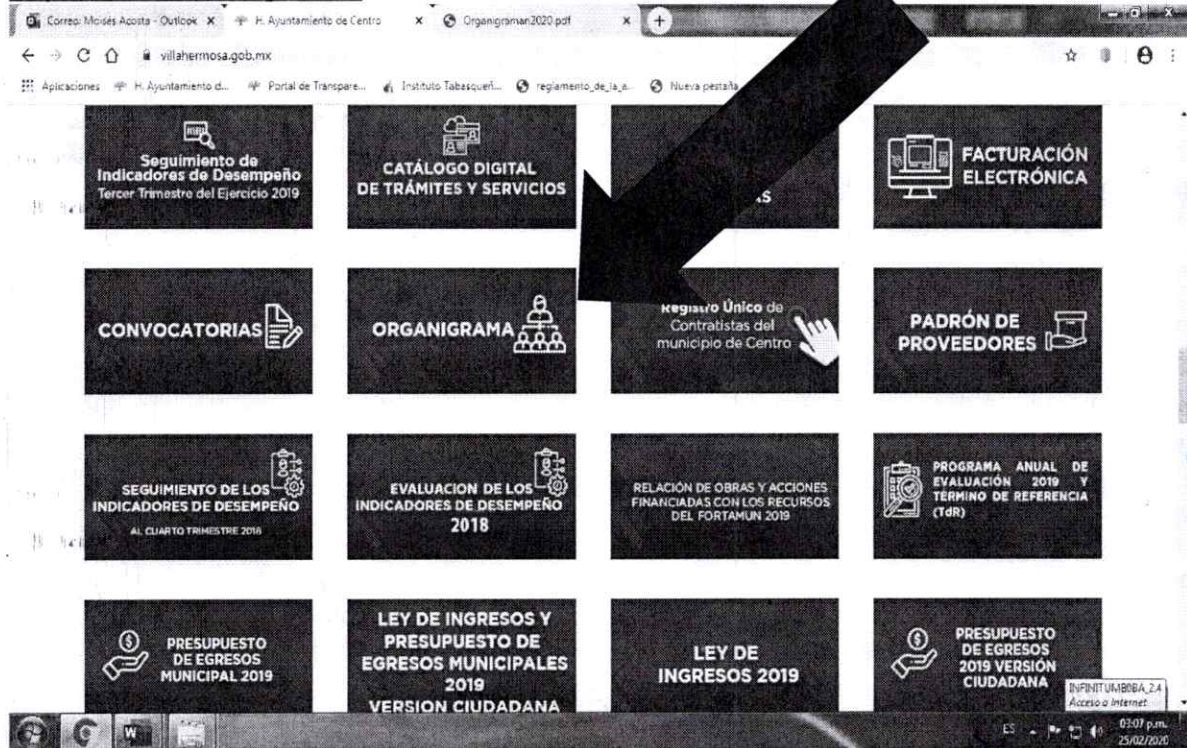 Correo: Moisés Acosta - Outlook
H. Ayuntamiento de Centro
Organigraman2020.pdf
villahermosa.gob.mx
Aplicaciones
H. Ayuntamiento d...
Portal de Transpare...
Instituto Tabasqueñ...
reglamento_de_la_a...
Nueva pestaña
Seguimiento de
Indicadores de Desempeño
Tercer Trimestre del Ejercicio 2019
CATÁLOGO DIGITAL
DE TRÁMITES Y SERVICIOS
FACTURACIÓN
ELECTRÓNICA
CONVOCATORIAS
ORGANIGRAMA
Registro Único de
Contratistas del
municipio de Centro
PADRÓN DE
PROVEEDORES
SEGUIMIENTO DE LOS
INDICADORES DE DESEMPEÑO
AL CUARTO TRIMESTRE 2018
EVALUACION DE LOS
INDICADORES DE DESEMPEÑO
2018
RELACIÓN DE OBRAS Y ACCIONES
FINANCIADAS CON LOS RECURSOS
DEL FORTAMUN 2019
PROGRAMA ANUAL DE
EVALUACIÓN 2019 Y
TÉRMINO DE REFERENCIA
(TdR)
PRESUPUESTO
DE EGRESOS
MUNICIPAL 2019
LEY DE INGRESOS Y
PRESUPUESTO DE
EGRESOS MUNICIPALES
2019
VERSION CIUDADANA
LEY DE
INGRESOS 2019
PRESUPUESTO
DE EGRESOS
2019 VERSIÓN
CIUDADANA
Acceso a Internet
ES
03:07 p.m.
25/02/2020